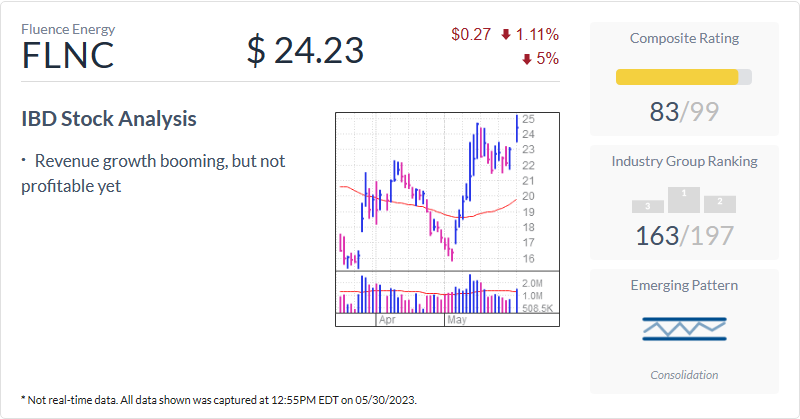 Fluence Energy
FLNC
$ 24.23
$0.27 1.11%
5%
IBD Stock Analysis
· Revenue growth booming, but not
profitable yet
25
24
23
22
21
20
19
18
17
16
2.0M
1.0M
508.5K
Apr
May
Composite Rating
83/99
Industry Group Ranking
3
1
2
163/197
Emerging Pattern
Consolidation
* Not real-time data. All data shown was captured at 12:55PM EDT on 05/30/2023.